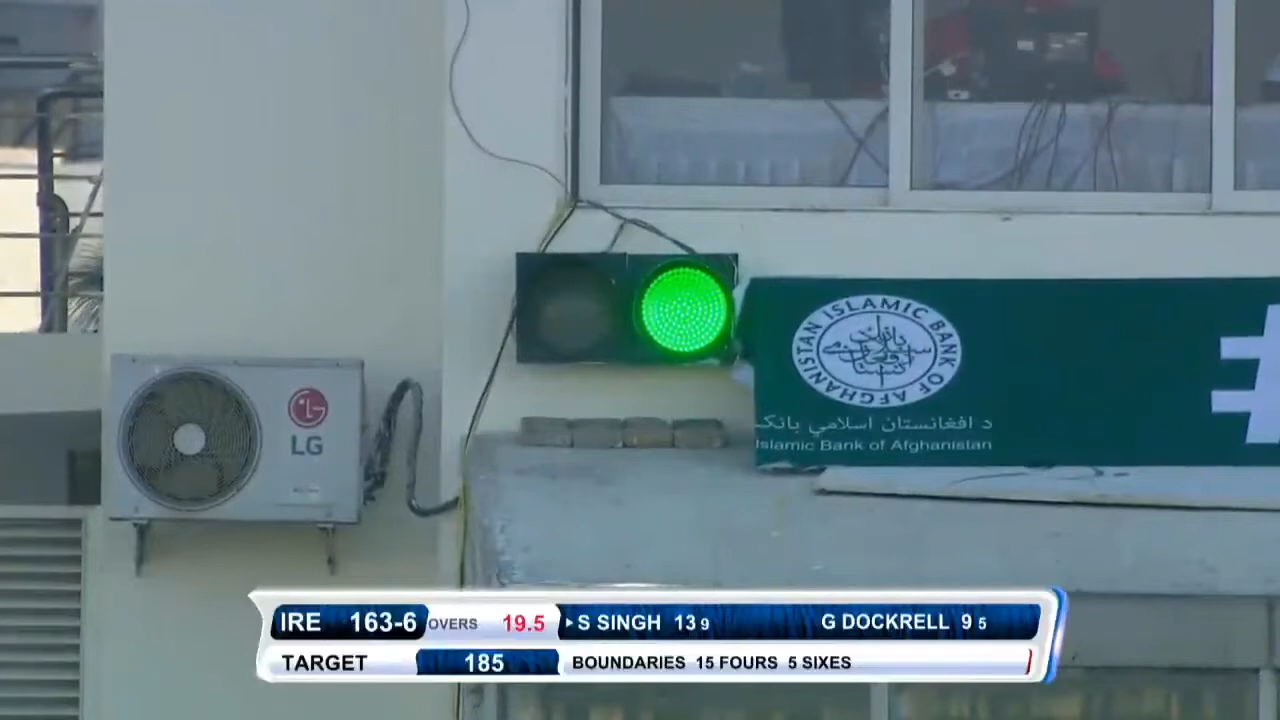 ISLAMIC BANK OF AFGHANISTAN
د افغانستان اسلامي بانک
Islamic Bank of Afghanistan
#
LG
IRE 163-6 OVERS 19.5 S SINGH 13 9 G DOCKRELL 9 5
TARGET 185 BOUNDARIES 15 FOURS 5 SIXES